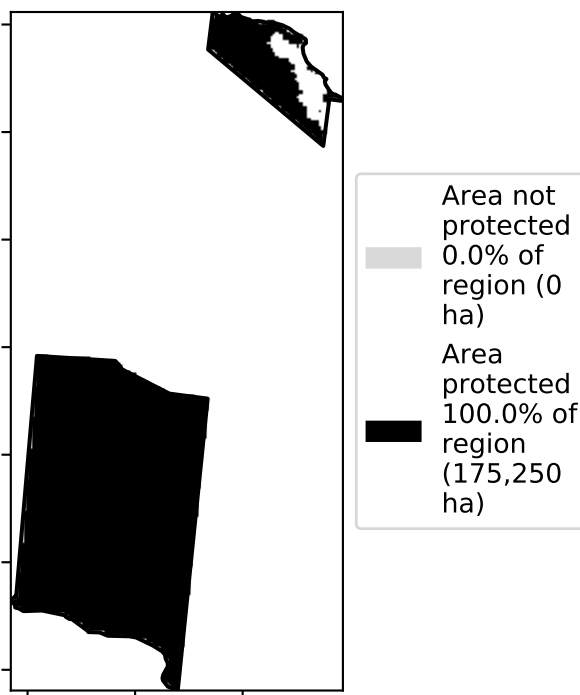 Area not
protected
0.0% of
region (0
ha)
Area
protected
100.0% of
region
(175,250
ha)